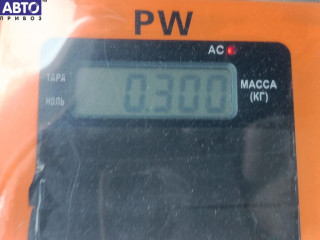 АВТО
ПРИВОЗ
PW
AC
ТАРА
НОЛЬ
0.300
МАССА
(КГ)